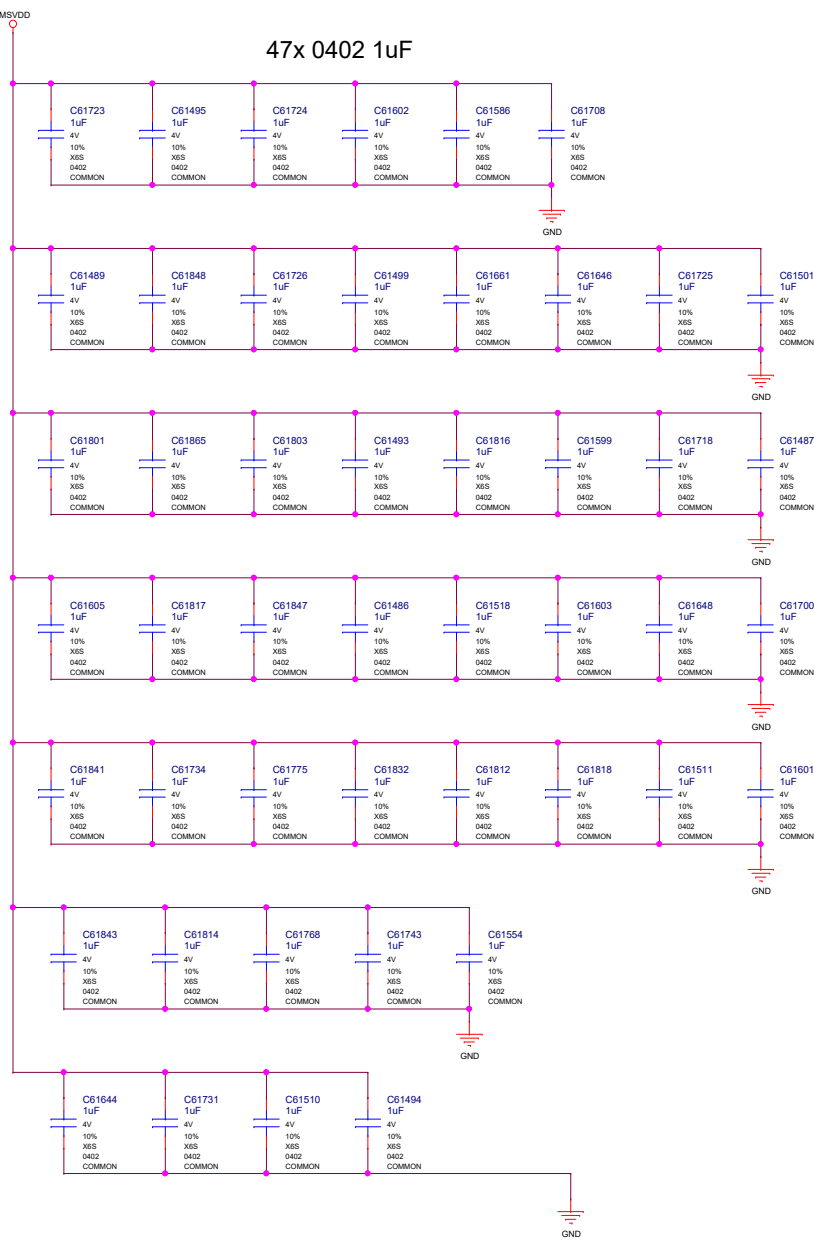 MSVDD
47x 0402 1uF
C61723 C61495 C61724 C61602 C61586 C61708
1uF 1uF 1uF 1uF 1uF 1uF
4V 4V 4V 4V 4V 4V
10% 10% 10% 10% 10% 10%
X6S X6S X6S X6S X6S X6S
0402 0402 0402 0402 0402 0402
COMMON COMMON COMMON COMMON COMMON COMMON
GND
C61489 C61848 C61726 C61499 C61661 C61646 C61725 C61501
1uF 1uF 1uF 1uF 1uF 1uF 1uF 1uF
4V 4V 4V 4V 4V 4V 4V 4V
10% 10% 10% 10% 10% 10% 10% 10%
X6S X6S X6S X6S X6S X6S X6S X6S
0402 0402 0402 0402 0402 0402 0402 0402
COMMON COMMON COMMON COMMON COMMON COMMON COMMON COMMON
GND
C61801 C61865 C61803 C61493 C61816 C61599 C61718 C61487
1uF 1uF 1uF 1uF 1uF 1uF 1uF 1uF
4V 4V 4V 4V 4V 4V 4V 4V
10% 10% 10% 10% 10% 10% 10% 10%
X6S X6S X6S X6S X6S X6S X6S X6S
0402 0402 0402 0402 0402 0402 0402 0402
COMMON COMMON COMMON COMMON COMMON COMMON COMMON COMMON
GND
C61605 C61817 C61847 C61486 C61518 C61603 C61648 C61700
1uF 1uF 1uF 1uF 1uF 1uF 1uF 1uF
4V 4V 4V 4V 4V 4V 4V 4V
10% 10% 10% 10% 10% 10% 10% 10%
X6S X6S X6S X6S X6S X6S X6S X6S
0402 0402 0402 0402 0402 0402 0402 0402
COMMON COMMON COMMON COMMON COMMON COMMON COMMON COMMON
GND
C61841 C61734 C61775 C61832 C61812 C61818 C61511 C61601
1uF 1uF 1uF 1uF 1uF 1uF 1uF 1uF
4V 4V 4V 4V 4V 4V 4V 4V
10% 10% 10% 10% 10% 10% 10% 10%
X6S X6S X6S X6S X6S X6S X6S X6S
0402 0402 0402 0402 0402 0402 0402 0402
COMMON COMMON COMMON COMMON COMMON COMMON COMMON COMMON
GND
C61843 C61814 C61768 C61743 C61554
1uF 1uF 1uF 1uF 1uF
4V 4V 4V 4V 4V
10% 10% 10% 10% 10%
X6S X6S X6S X6S X6S
0402 0402 0402 0402 0402
COMMON COMMON COMMON COMMON COMMON
GND
C61644 C61731 C61510 C61494
1uF 1uF 1uF 1uF
4V 4V 4V 4V
10% 10% 10% 10%
X6S X6S X6S X6S
0402 0402 0402 0402
COMMON COMMON COMMON COMMON
GND